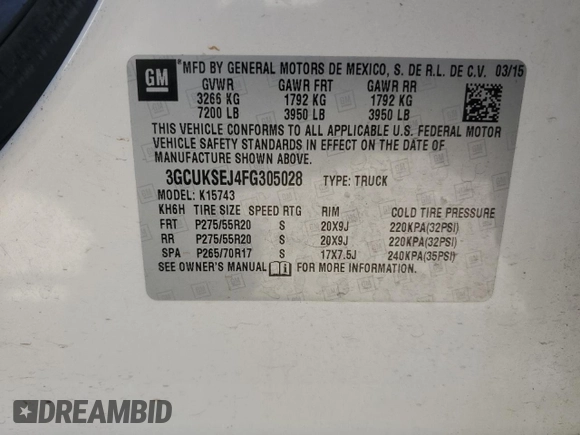 GM *MFD BY GENERAL MOTORS DE MEXICO, S. DE R.L. DE C.V. 03/15
GVWR GAWR FRT GAWR RR
3266 KG 1792 KG 1792 KG
7200 LB 3950 LB 3950 LB
THIS VEHICLE CONFORMS TO ALL APPLICABLE U.S. FEDERAL MOTOR
VEHICLE SAFETY STANDARDS IN EFFECT ON THE DATE OF MANUFACTURE
SHOWN ABOVE.
3GCUKSEJ4FG305028 TYPE: TRUCK
MODEL: K15743
KH6H TIRE SIZE SPEED RTG RIM COLD TIRE PRESSURE
FRT P275/55R20 S 20X9J 220KPA(32PSI)
RR P275/55R20 S 20X9J 220KPA(32PSI)
SPA P265/70R17 S 17X7.5J 240KPA(35PSI)
SEE OWNER'S MANUAL FOR MORE INFORMATION.
DREAMBID